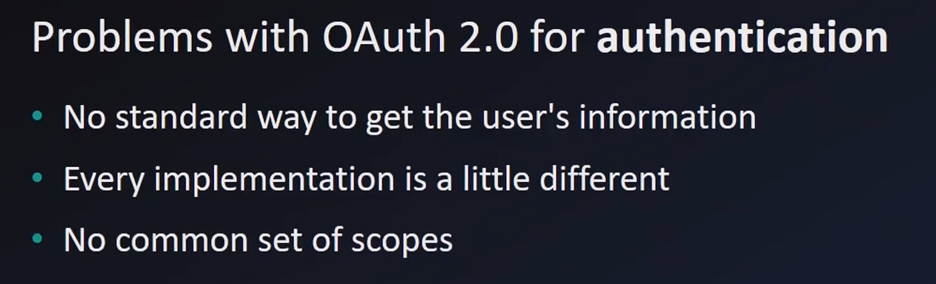 Problems with OAuth 2.0 for authentication
• No standard way to get the user's information
• Every implementation is a little different
• No common set of scopes